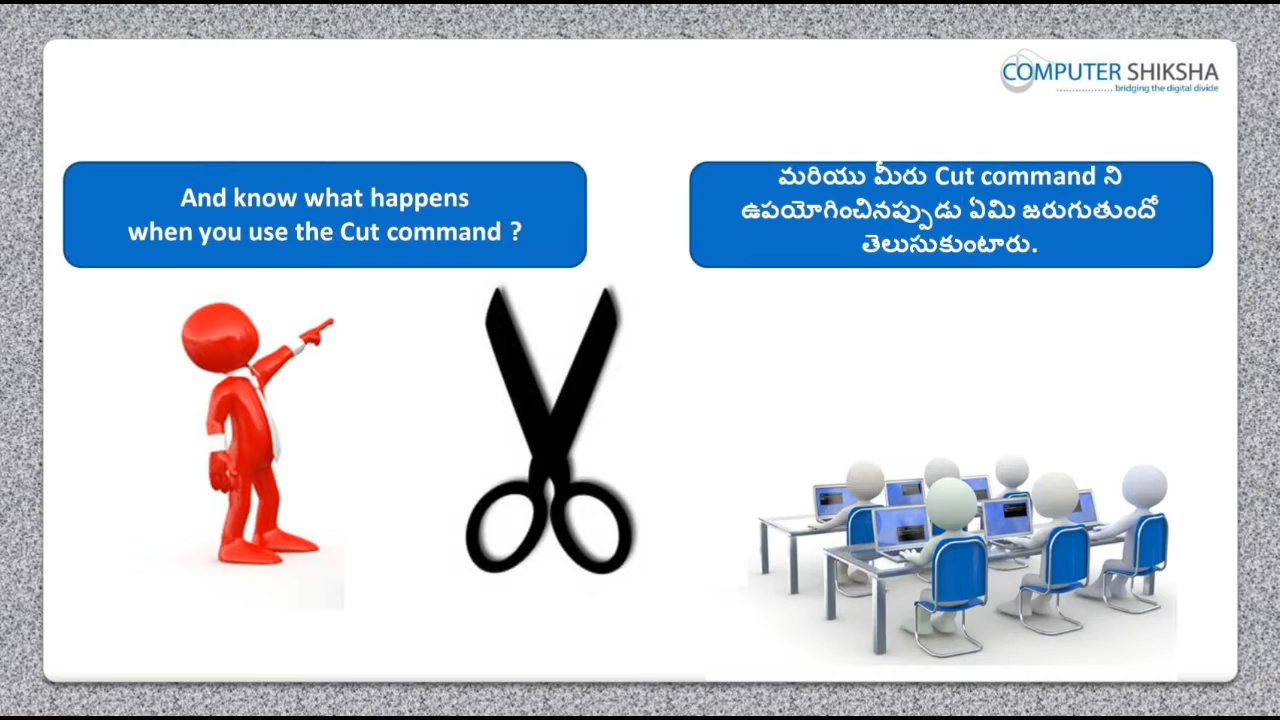 COMPUTER SHIKSHA
bridging the digital divide
And know what happens
when you use the Cut command ?
మరియు మీరు Cut command ని
ఉపయోగించినప్పుడు ఏమి జరుగుతుందో
తెలుసుకుంటారు.